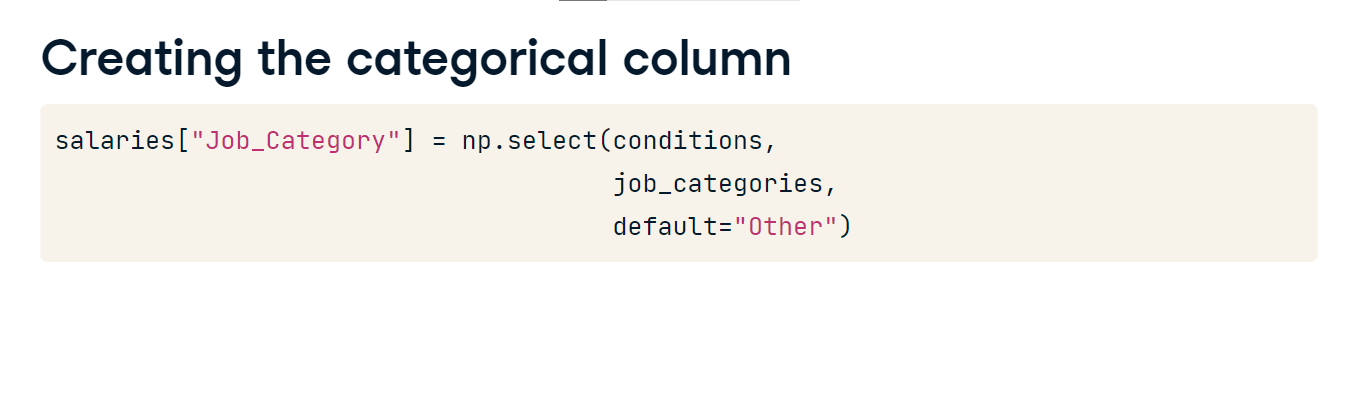 Creating the categorical column
salaries["Job_Category"] = np.select(conditions,
job_categories,
default="Other")